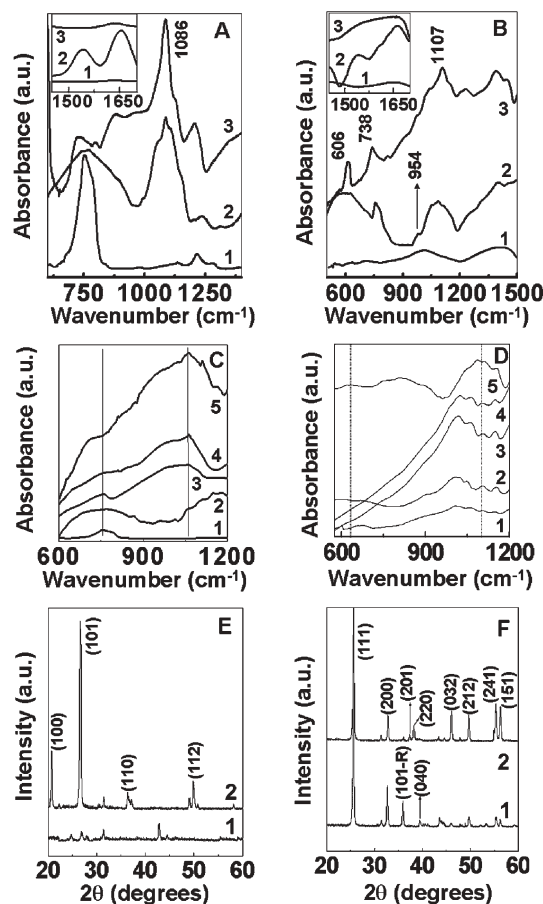 A
3
2
1
1500 1650
1086
3
2
1
Absorbance (a.u.)
750 1000 1250
Wavenumber (cm-1)
B
3
2
1
1500 1650
1107
606
738
954
3
2
1
Absorbance (a.u.)
600 900 1200 1500
Wavenumber (cm-1)
C
5
4
3
2
1
Absorbance (a.u.)
600 800 1000 1200
Wavenumber (cm-1)
D
5
4
3
2
1
Absorbance (a.u.)
600 900 1200
Wavenumber (cm-1)
E
(100)
(101)
(110)
(112)
2
1
Intensity (a.u.)
20 30 40 50 60
2θ (degrees)
F
(111)
(200)
(201)
(220)
(032)
(212)
(241)
(151)
2
(101-R)
(040)
1
Intensity (a.u.)
20 30 40 50 60
2θ (degrees)